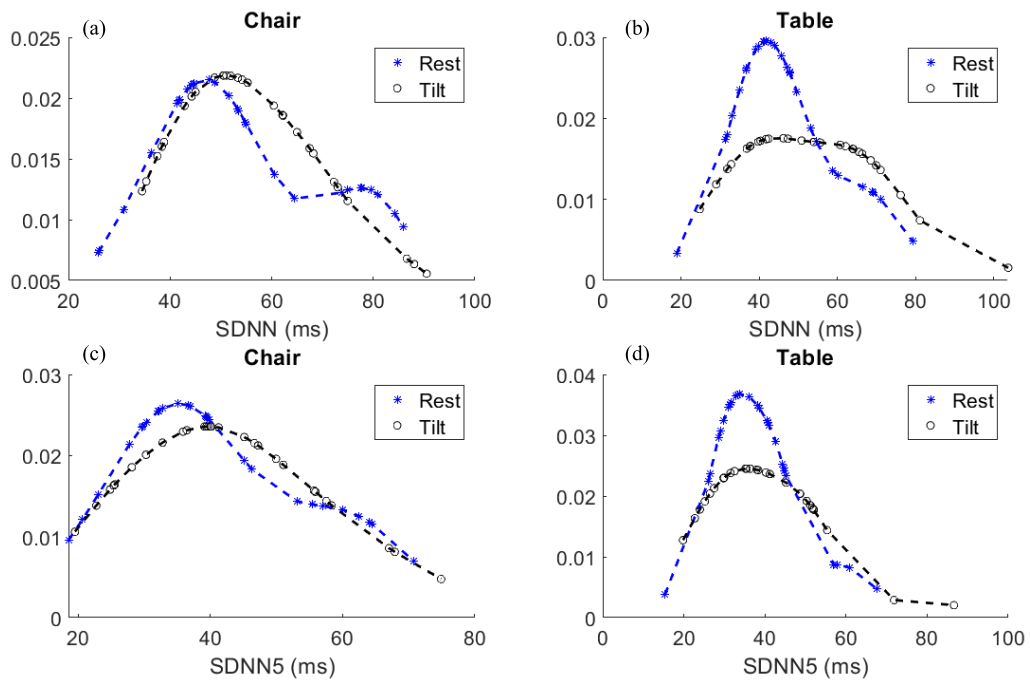 (a) Chair
0.025
0.02
0.015
0.01
0.005
20 40 60 80 100
SDNN (ms)
Rest
Tilt
(b) Table
0.03
0.02
0.01
0
0 20 40 60 80 100
SDNN (ms)
Rest
Tilt
(c) Chair
0.03
0.02
0.01
0
20 40 60 80
SDNN5 (ms)
Rest
Tilt
(d) Table
0.04
0.03
0.02
0.01
0
0 20 40 60 80 100
SDNN5 (ms)
Rest
Tilt